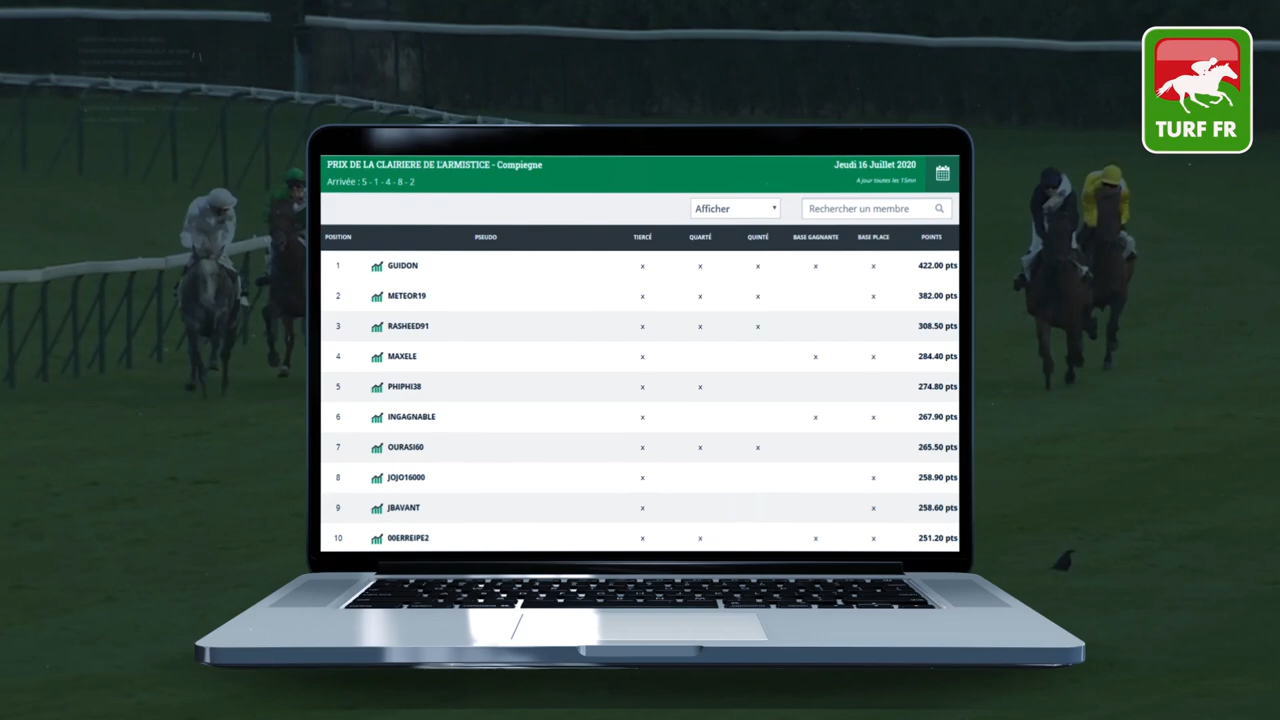 TURF FR
PRIX DE LA CLAIRIERE DE L'ARMISTICE - Compiegne
Jeudi 16 Juillet 2020
Arrivée : 5 - 1 - 4 - 8 - 2
A jour toutes les 15mn
Afficher
Rechercher un membre
POSITION PSEUDO TIERCÉ QUARTÉ QUINTÉ BASE GAGNANTE BASE PLACE POINTS
1 GUIDON x x x x x 422.00 pts
2 METEOR19 x x x x 382.00 pts
3 RASHEED91 x x x 308.50 pts
4 MAXELE x x x 284.40 pts
5 PHIPHI38 x x 274.80 pts
6 INGAGNABLE x x x 267.90 pts
7 OURASI60 x x x 265.50 pts
8 JOJO16000 x x 258.90 pts
9 JBAVANT x x 258.60 pts
10 00ERREIPE2 x x x x 251.20 pts